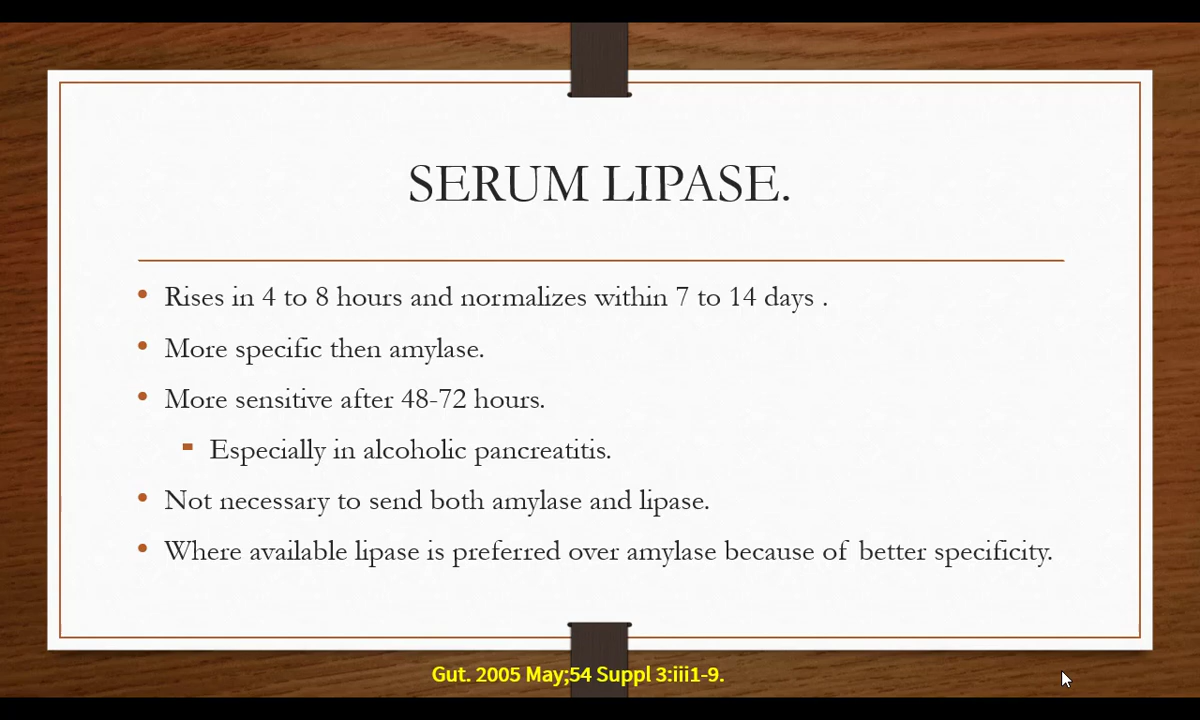 SERUM LIPASE.
• Rises in 4 to 8 hours and normalizes within 7 to 14 days .
• More specific then amylase.
• More sensitive after 48-72 hours.
▪ Especially in alcoholic pancreatitis.
• Not necessary to send both amylase and lipase.
• Where available lipase is preferred over amylase because of better specificity.
Gut. 2005 May;54 Suppl 3:iii1-9.